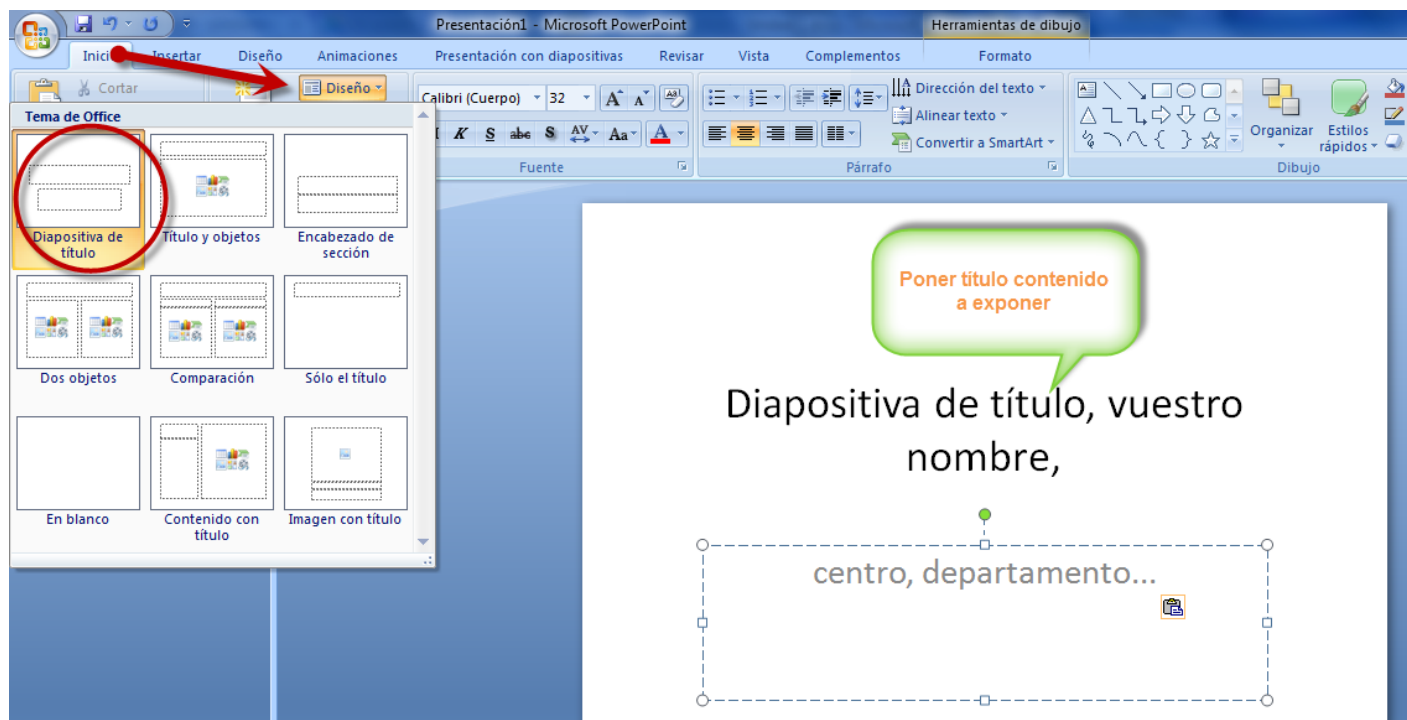 Presentación1 - Microsoft PowerPoint
Herramientas de dibujo
Inicio
Insertar
Diseño
Animaciones
Presentación con diapositivas
Revisar
Vista
Complementos
Formato
Cortar
Diseño
Calibri (Cuerpo)
32
A A
Dirección del texto
Alinear texto
Convertir a SmartArt
K S abc S AV Aa A
Organizar
Estilos
rápidos
Fuente
Párrafo
Dibujo
Tema de Office
Diapositiva de
título
Título y objetos
Encabezado de
sección
Dos objetos
Comparación
Sólo el título
En blanco
Contenido con
título
Imagen con título
Poner título contenido
a exponer
Diapositiva de título, vuestro
nombre,
centro, departamento...